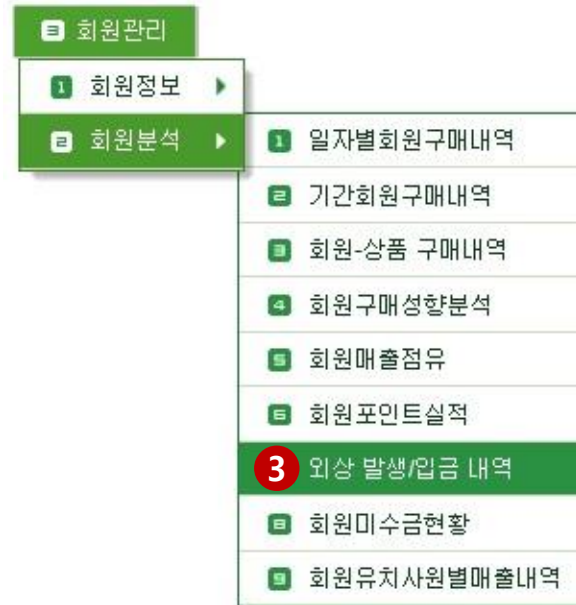 3 회원관리
1 회원정보
2 회원분석
1 일자별회원구매내역
2 기간회원구매내역
3 회원-상품 구매내역
4 회원구매성향분석
5 회원매출점유
6 회원포인트실적
3 외상 발생/입금 내역
8 회원미수금현황
9 회원유치사원별매출내역